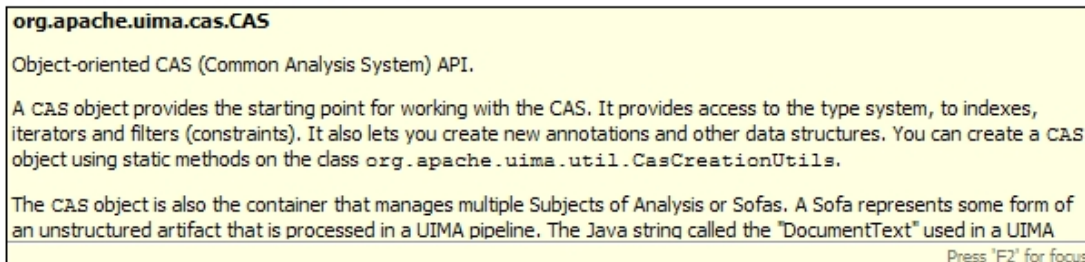 org.apache.uima.cas.CAS
Object-oriented CAS (Common Analysis System) API.
A CAS object provides the starting point for working with the CAS. It provides access to the type system, to indexes,
iterators and filters (constraints). It also lets you create new annotations and other data structures. You can create a CAS
object using static methods on the class org.apache.uima.util.CasCreationUtils.
The CAS object is also the container that manages multiple Subjects of Analysis or Sofas. A Sofa represents some form of
an unstructured artifact that is processed in a UIMA pipeline. The Java string called the "DocumentText" used in a UIMA
Press 'F2' for focus